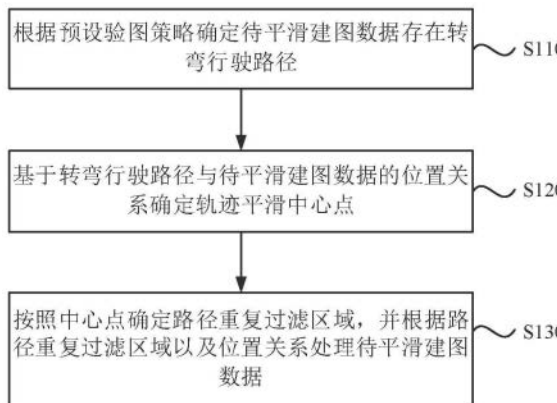 根据预设验图策略确定待平滑建图数据存在转
弯行驶路径
S110
基于转弯行驶路径与待平滑建图数据的位置关
系确定轨迹平滑中心点
S120
按照中心点确定路径重复过滤区域，并根据路
径重复过滤区域以及位置关系处理待平滑建图
数据
S130